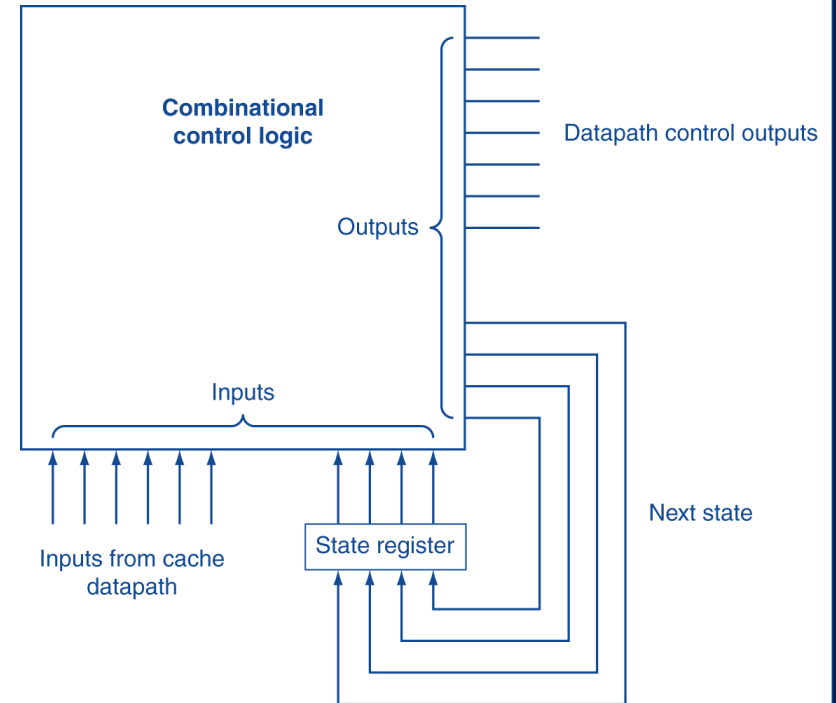 Combinational
control logic
Datapath control outputs
Outputs
Inputs
Next state
State register
Inputs from cache
datapath